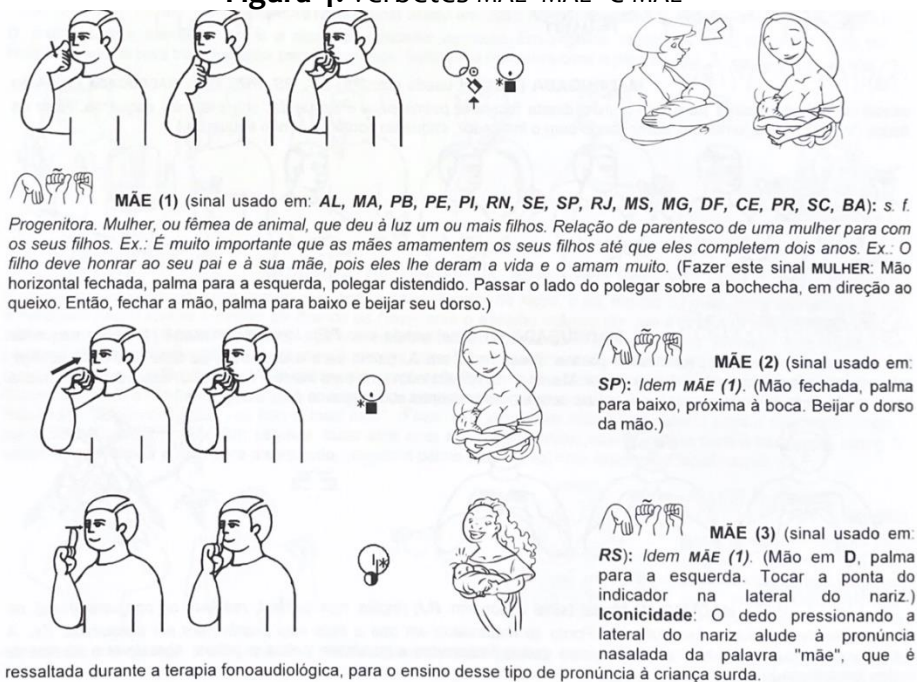 MÃE (1) (sinal usado em: AL, MA, PB, PE, PI, RN, SE, SP, RJ, MS, MG, DF, CE, PR, SC, BA): s. f.
Progenitora. Mulher, ou fêmea de animal, que deu à luz um ou mais filhos. Relação de parentesco de uma mulher para com
os seus filhos. Ex.: É muito importante que as mães amamentem os seus filhos até que eles completem dois anos. Ex.: O
filho deve honrar ao seu pai e à sua mãe, pois eles lhe deram a vida e o amam muito. (Fazer este sinal MULHER: Mão
horizontal fechada, palma para a esquerda, polegar distendido. Passar o lado do polegar sobre a bochecha, em direção ao
queixo. Então, fechar a mão, palma para baixo e beijar seu dorso.)
MÃE (2) (sinal usado em:
SP): Idem MÃE (1). (Mão fechada, palma
para baixo, próxima à boca. Beijar o dorso
da mão.)
MÃE (3) (sinal usado em:
RS): Idem MÃE (1). (Mão em D, palma
para a esquerda. Tocar a ponta do
indicador na lateral do nariz.)
Iconicidade: O dedo pressionando a
lateral do nariz alude à pronúncia
nasalada da palavra "mãe", que é
ressaltada durante a terapia fonoaudiológica, para o ensino desse tipo de pronúncia à criança surda.